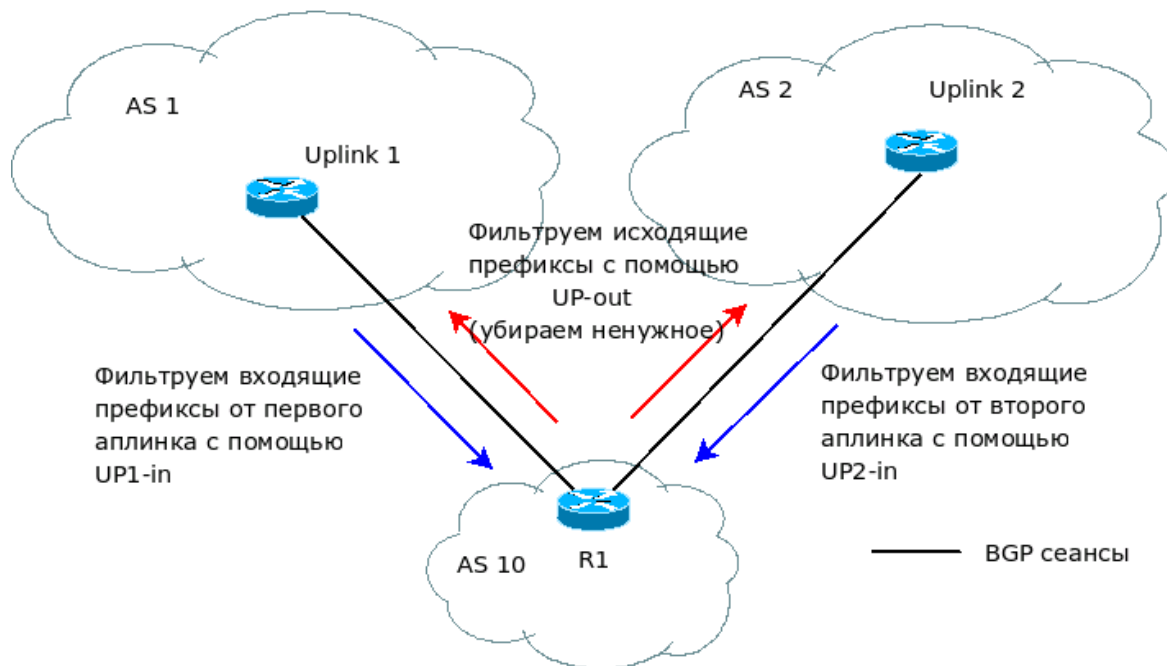 AS 1
Uplink 1
AS 2
Uplink 2
Фильтруем исходящие
префиксы с помощью
UP-out
(убираем ненужное)
Фильтруем входящие
префиксы от первого
аплинка с помощью
UP1-in
Фильтруем входящие
префиксы от второго
аплинка с помощью
UP2-in
AS 10
R1
BGP сеансы